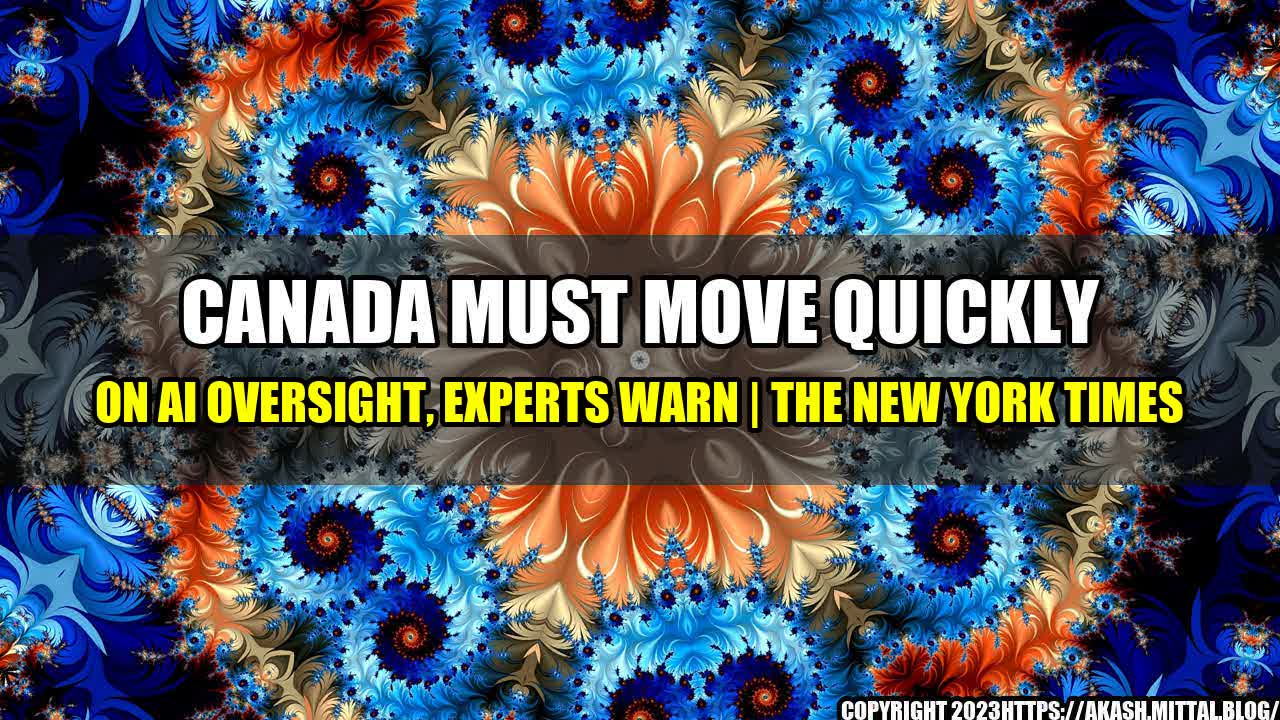 CANADA MUST MOVE QUICKLY
ON AI OVERSIGHT, EXPERTS WARN | THE NEW YORK TIMES
COPYRIGHT 2023HTTPS://AKASH.MITTAL.BLOG/